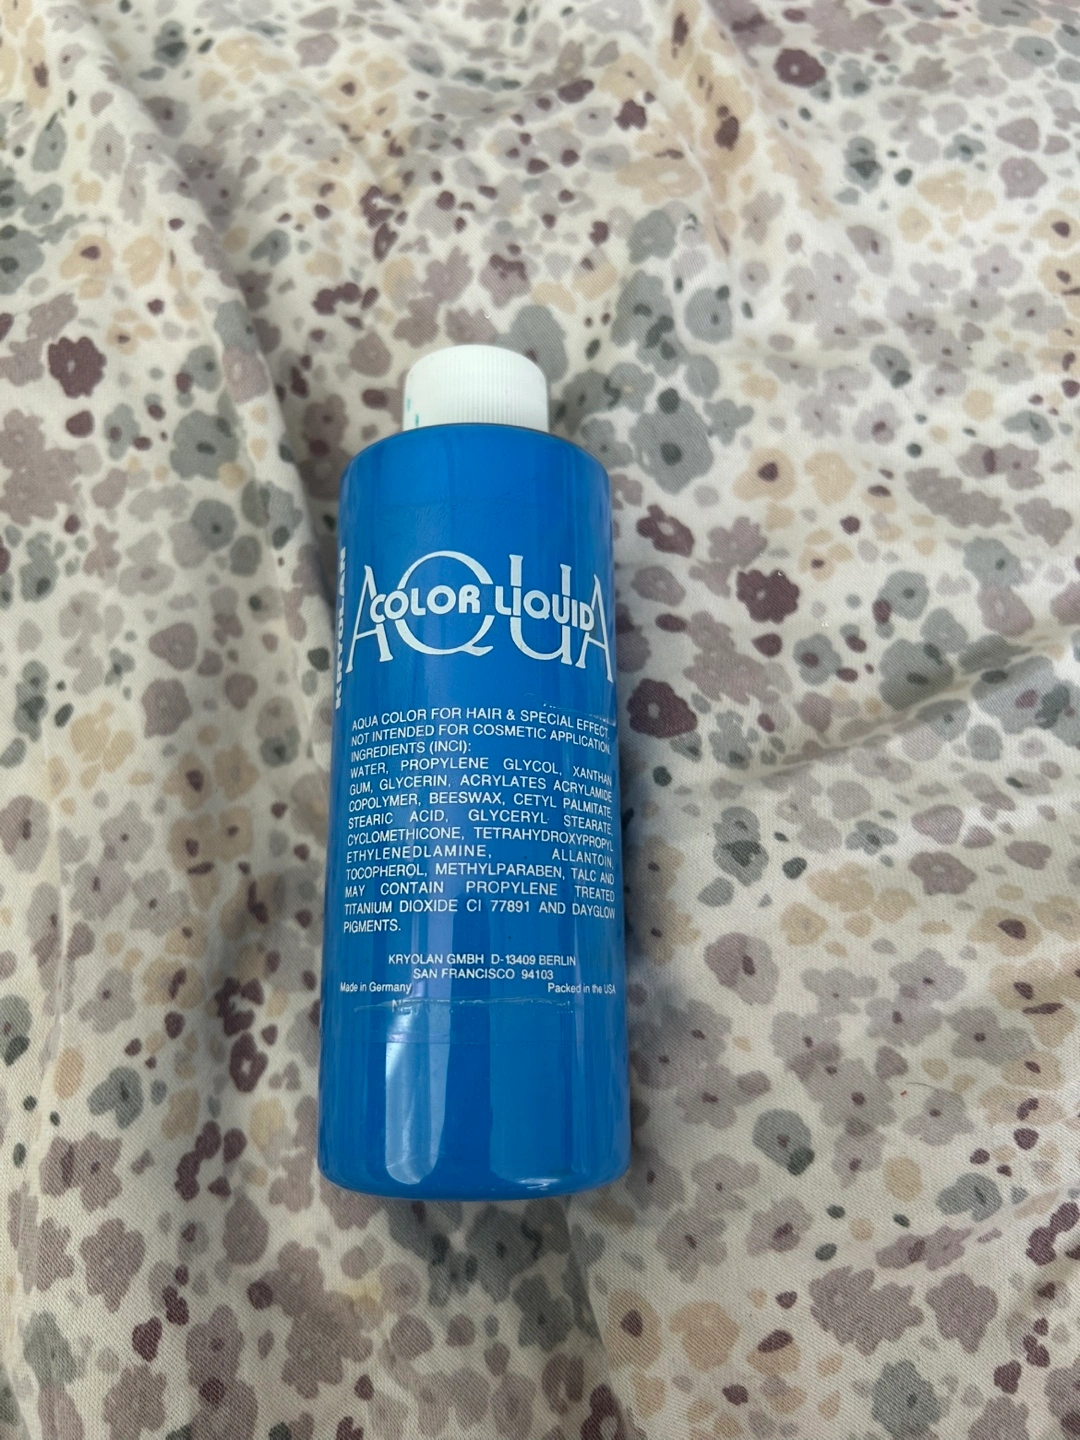 KRYOLAN
AQUA
COLOR LIQUID
AQUA COLOR FOR HAIR & SPECIAL EFFECT.
NOT INTENDED FOR COSMETIC APPLICATION.
INGREDIENTS (INCI):
WATER, PROPYLENE GLYCOL, XANTHAN
GUM, GLYCERIN, ACRYLATES ACRYLAMIDE
COPOLYMER, BEESWAX, CETYL PALMITATE,
STEARIC ACID, GLYCERYL STEARATE,
CYCLOMETHICONE, TETRAHYDROXYPROPYL
ETHYLENEDLAMINE, ALLANTOIN,
TOCOPHEROL, METHYLPARABEN, TALC AND
MAY CONTAIN PROPYLENE TREATED
TITANIUM DIOXIDE CI 77891 AND DAYGLOW
PIGMENTS.
KRYOLAN GMBH D-13409 BERLIN
SAN FRANCISCO 94103
Made in Germany Packed in the USA